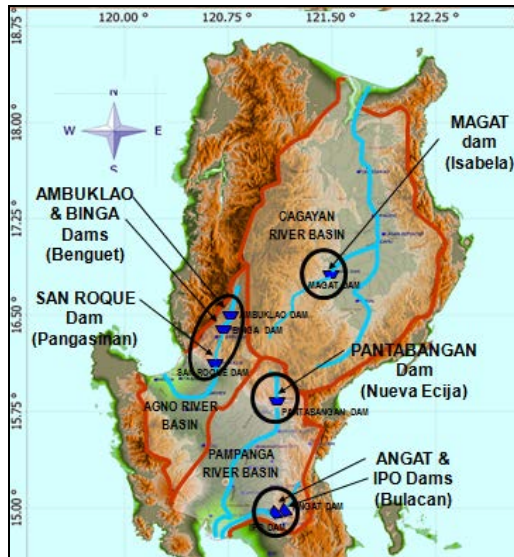 120.00 °
120.75 °
121.50 °
122.25 °
18.75 °
18.00 °
17.25 °
16.50 °
15.75 °
15.00 °
N
W
E
S
MAGAT
dam
(Isabela)
AMBUKLAO
& BINGA
Dams
(Benguet)
CAGAYAN
RIVER BASIN
MAGAT DAM
SAN ROQUE
Dam
(Pangasinan)
AMBUKLAO DAM
BINGA DAM
SAN ROQUE DAM
PANTABANGAN
Dam
(Nueva Ecija)
AGNO RIVER
BASIN
PANTABANGAN DAM
PAMPANGA
RIVER BASIN
ANGAT &
IPO Dams
(Bulacan)
ANGAT DAM
IPO DAM